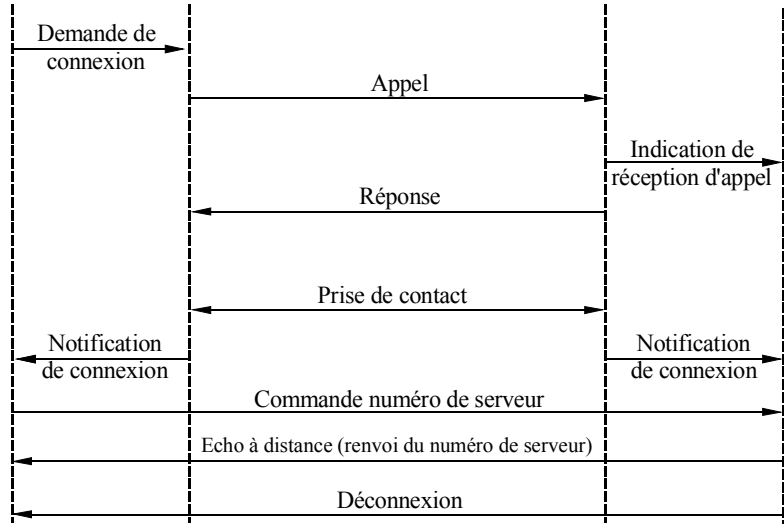 Demande de
connexion
Appel
Indication de
réception d'appel
Réponse
Prise de contact
Notification
de connexion
Notification
de connexion
Commande numéro de serveur
Echo à distance (renvoi du numéro de serveur)
Déconnexion